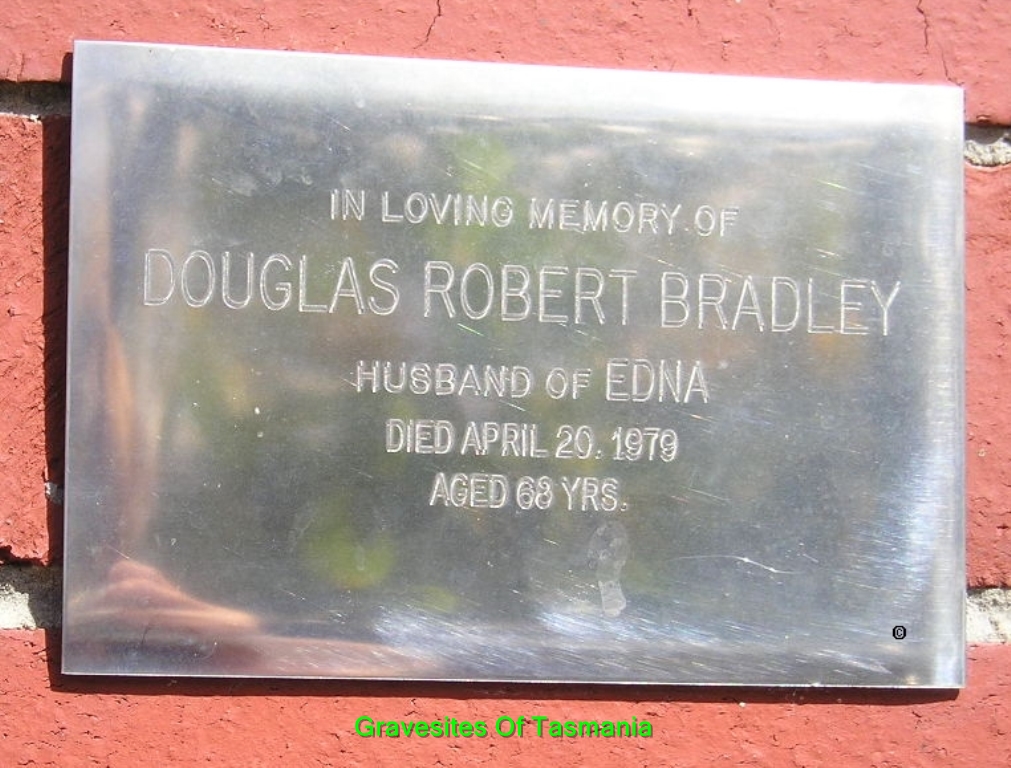 IN LOVING MEMORY OF
DOUGLAS ROBERT BRADLEY
HUSBAND OF EDNA
DIED APRIL 20. 1979
AGED 68 YRS.
©
Gravesites Of Tasmania